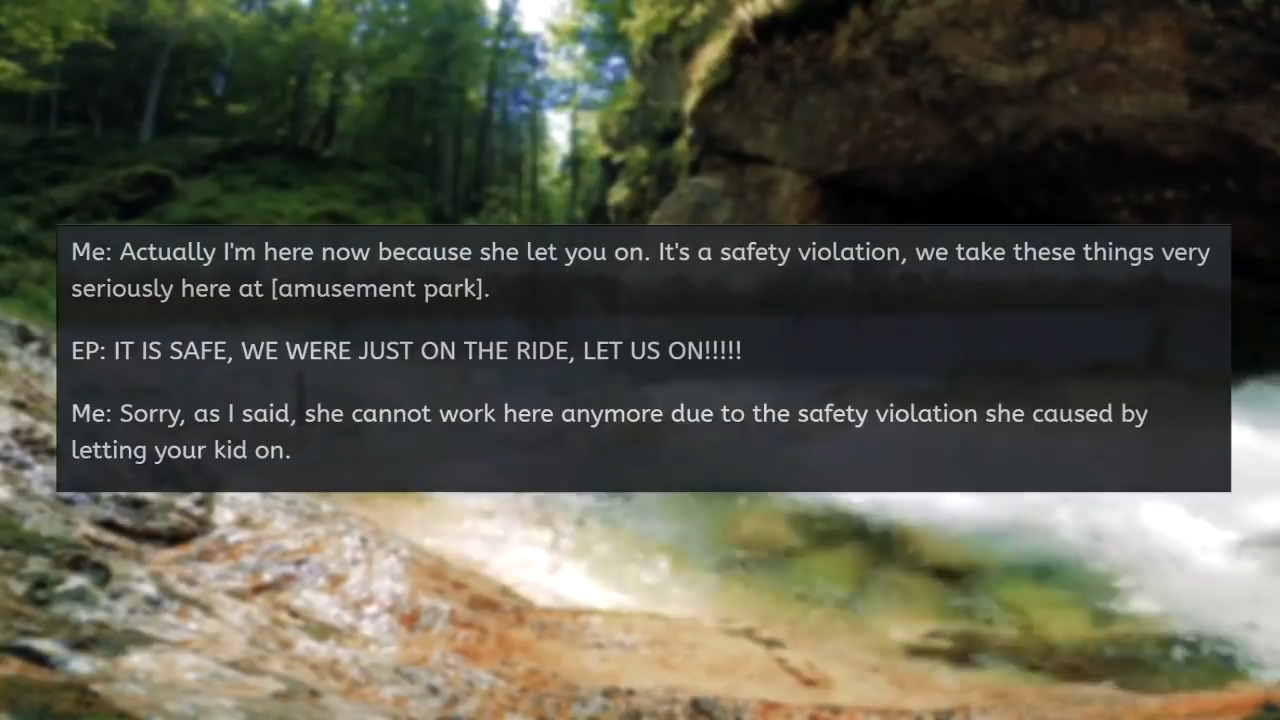 Me: Actually I'm here now because she let you on. It's a safety violation, we take these things very
seriously here at [amusement park].
EP: IT IS SAFE, WE WERE JUST ON THE RIDE, LET US ON!!!!!
Me: Sorry, as I said, she cannot work here anymore due to the safety violation she caused by
letting your kid on.